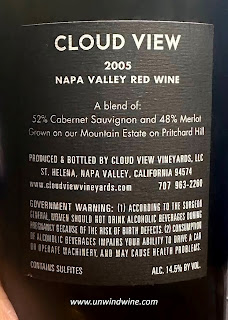 CLOUD VIEW
2005
NAPA VALLEY RED WINE
A blend of:
52% Cabernet Sauvignon and 48% Merlot
Grown on our Mountain Estate on Pritchard Hill
PRODUCED & BOTTLED BY CLOUD VIEW VINEYARDS, LLC
ST. HELENA, NAPA VALLEY, CALIFORNIA 94574
www.cloudviewvineyards.com 707 963-2260
GOVERNMENT WARNING: (1) ACCORDING TO THE SURGEON
GENERAL, WOMEN SHOULD NOT DRINK ALCOHOLIC BEVERAGES DURING
PREGNANCY BECAUSE OF THE RISK OF BIRTH DEFECTS. (2) CONSUMPTION
OF ALCOHOLIC BEVERAGES IMPAIRS YOUR ABILITY TO DRIVE A CAR
OR OPERATE MACHINERY, AND MAY CAUSE HEALTH PROBLEMS.
CONTAINS SULFITES ALC. 14.5% BY VOL.
www.unwindwine.com